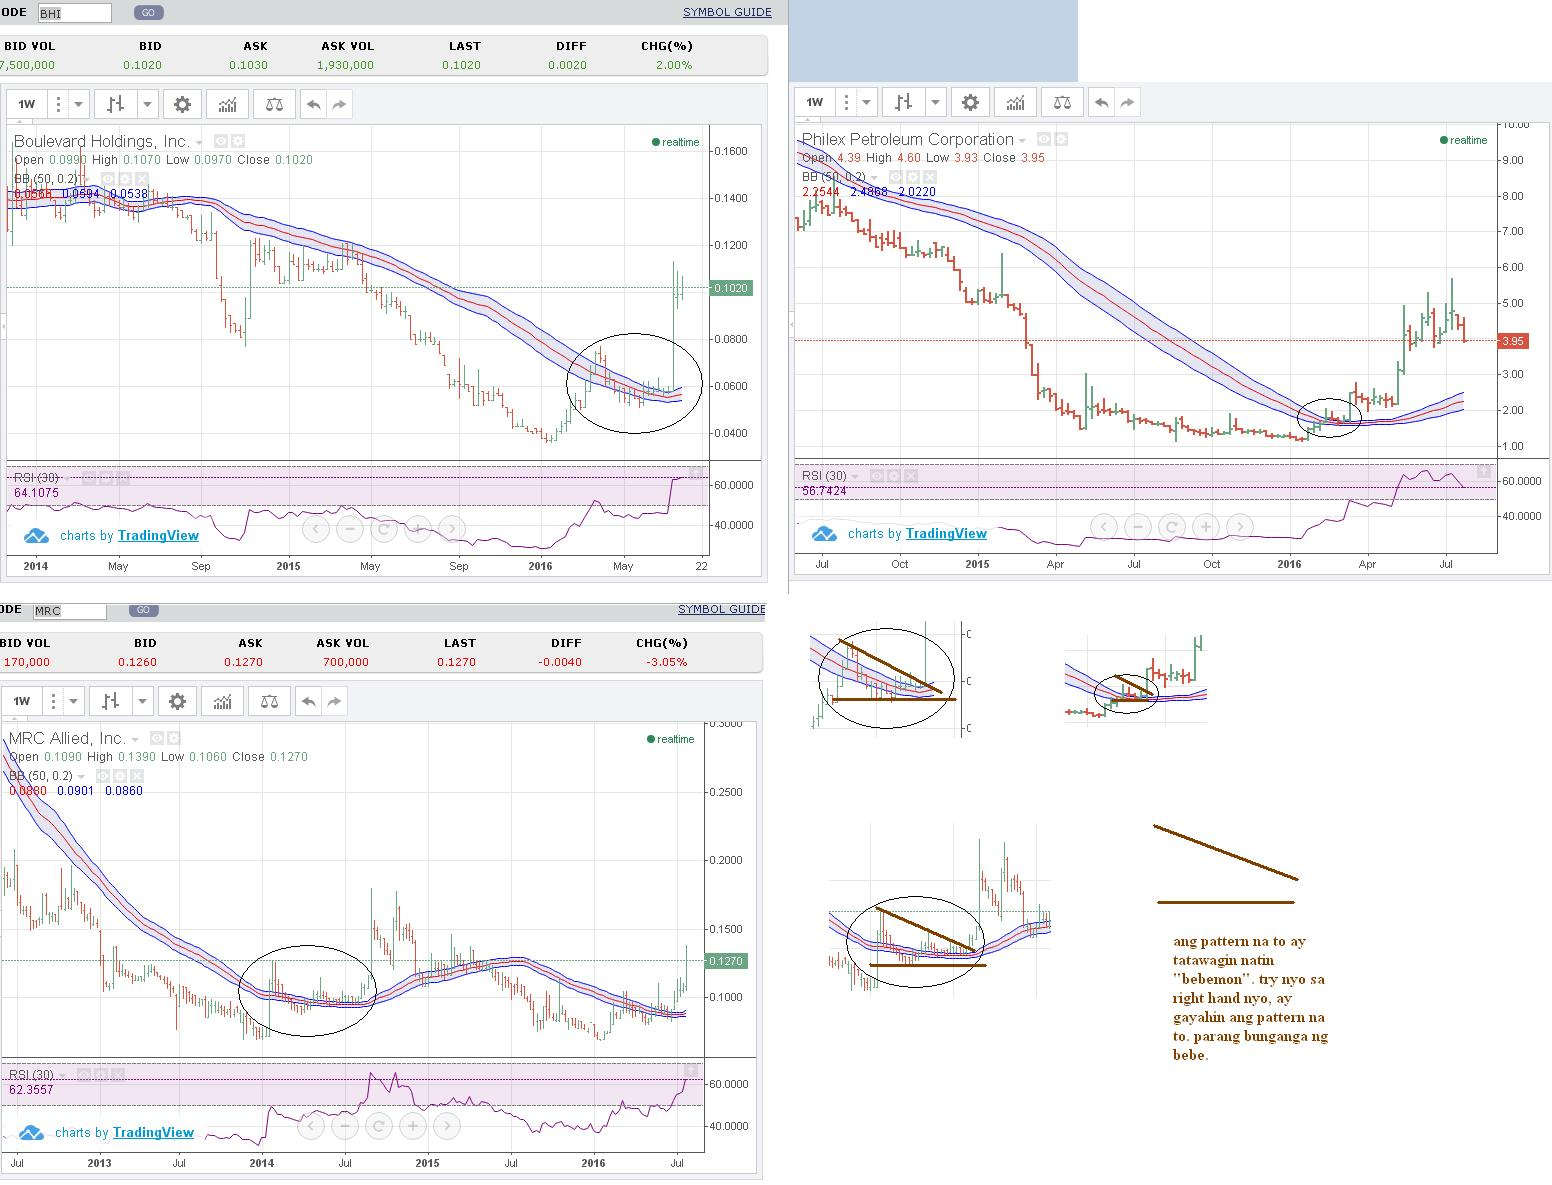 ODE BHI GO SYMBOL GUIDE
BID VOL BID ASK ASK VOL LAST DIFF CHG(%)
7,500,000 0.1020 0.1030 1,930,000 0.1020 0.0020 2.00%
1W
Boulevard Holdings, Inc. realtime
Open 0.0990 High 0.1070 Low 0.0970 Close 0.1020
BB (50, 0.2)
0.0566 0.0594 0.0538
0.1600
0.1400
0.1200
0.1020
0.0800
0.0600
0.0400
RSI (30)
64.1075
60.0000
40.0000
charts by TradingView
2014 May Sep 2015 May Sep 2016 May 22
1W
Philex Petroleum Corporation realtime
Open 4.39 High 4.60 Low 3.93 Close 3.95
BB (50, 0.2)
2.2544 2.4868 2.0220
10.00
9.00
8.00
7.00
6.00
5.00
3.95
3.00
2.00
1.00
RSI (30)
56.7424
60.0000
40.0000
charts by TradingView
Jul Oct 2015 Apr Jul Oct 2016 Apr Jul
ODE MRC GO SYMBOL GUIDE
BID VOL BID ASK ASK VOL LAST DIFF CHG(%)
170,000 0.1260 0.1270 700,000 0.1270 -0.0040 -3.05%
1W
MRC Allied, Inc. realtime
Open 0.1090 High 0.1390 Low 0.1060 Close 0.1270
BB (50, 0.2)
0.0880 0.0901 0.0860
0.3000
0.2500
0.2000
0.1500
0.1270
0.1000
RSI (30)
62.3557
60.0000
40.0000
charts by TradingView
Jul 2013 Jul 2014 Jul 2015 Jul 2016 Jul
ang pattern na to ay
tatawagin natin
"bebemon". try nyo sa
right hand nyo, ay
gayahin ang pattern na
to. parang bunganga ng
bebe.